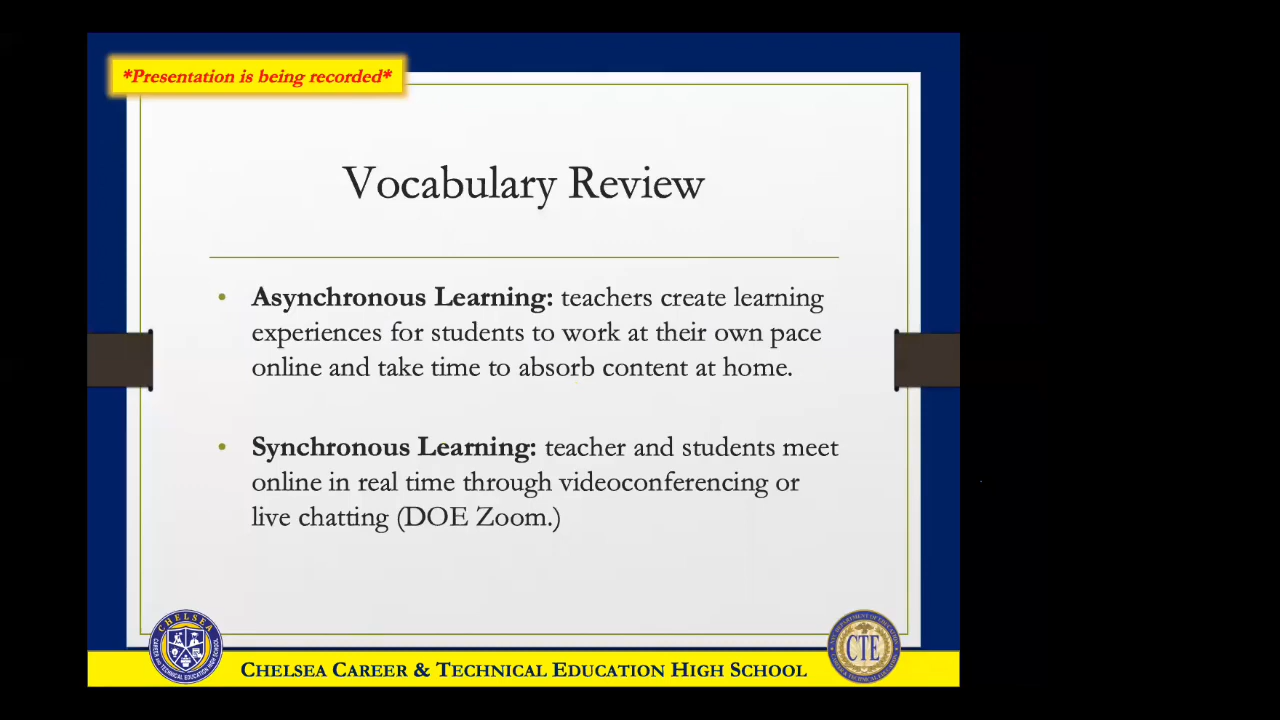 *Presentation is being recorded*
Vocabulary Review
• Asynchronous Learning: teachers create learning
experiences for students to work at their own pace
online and take time to absorb content at home.
• Synchronous Learning: teacher and students meet
online in real time through videoconferencing or
live chatting (DOE Zoom.)
CHELSEA
CTE
CHELSEA CAREER & TECHNICAL EDUCATION HIGH SCHOOL